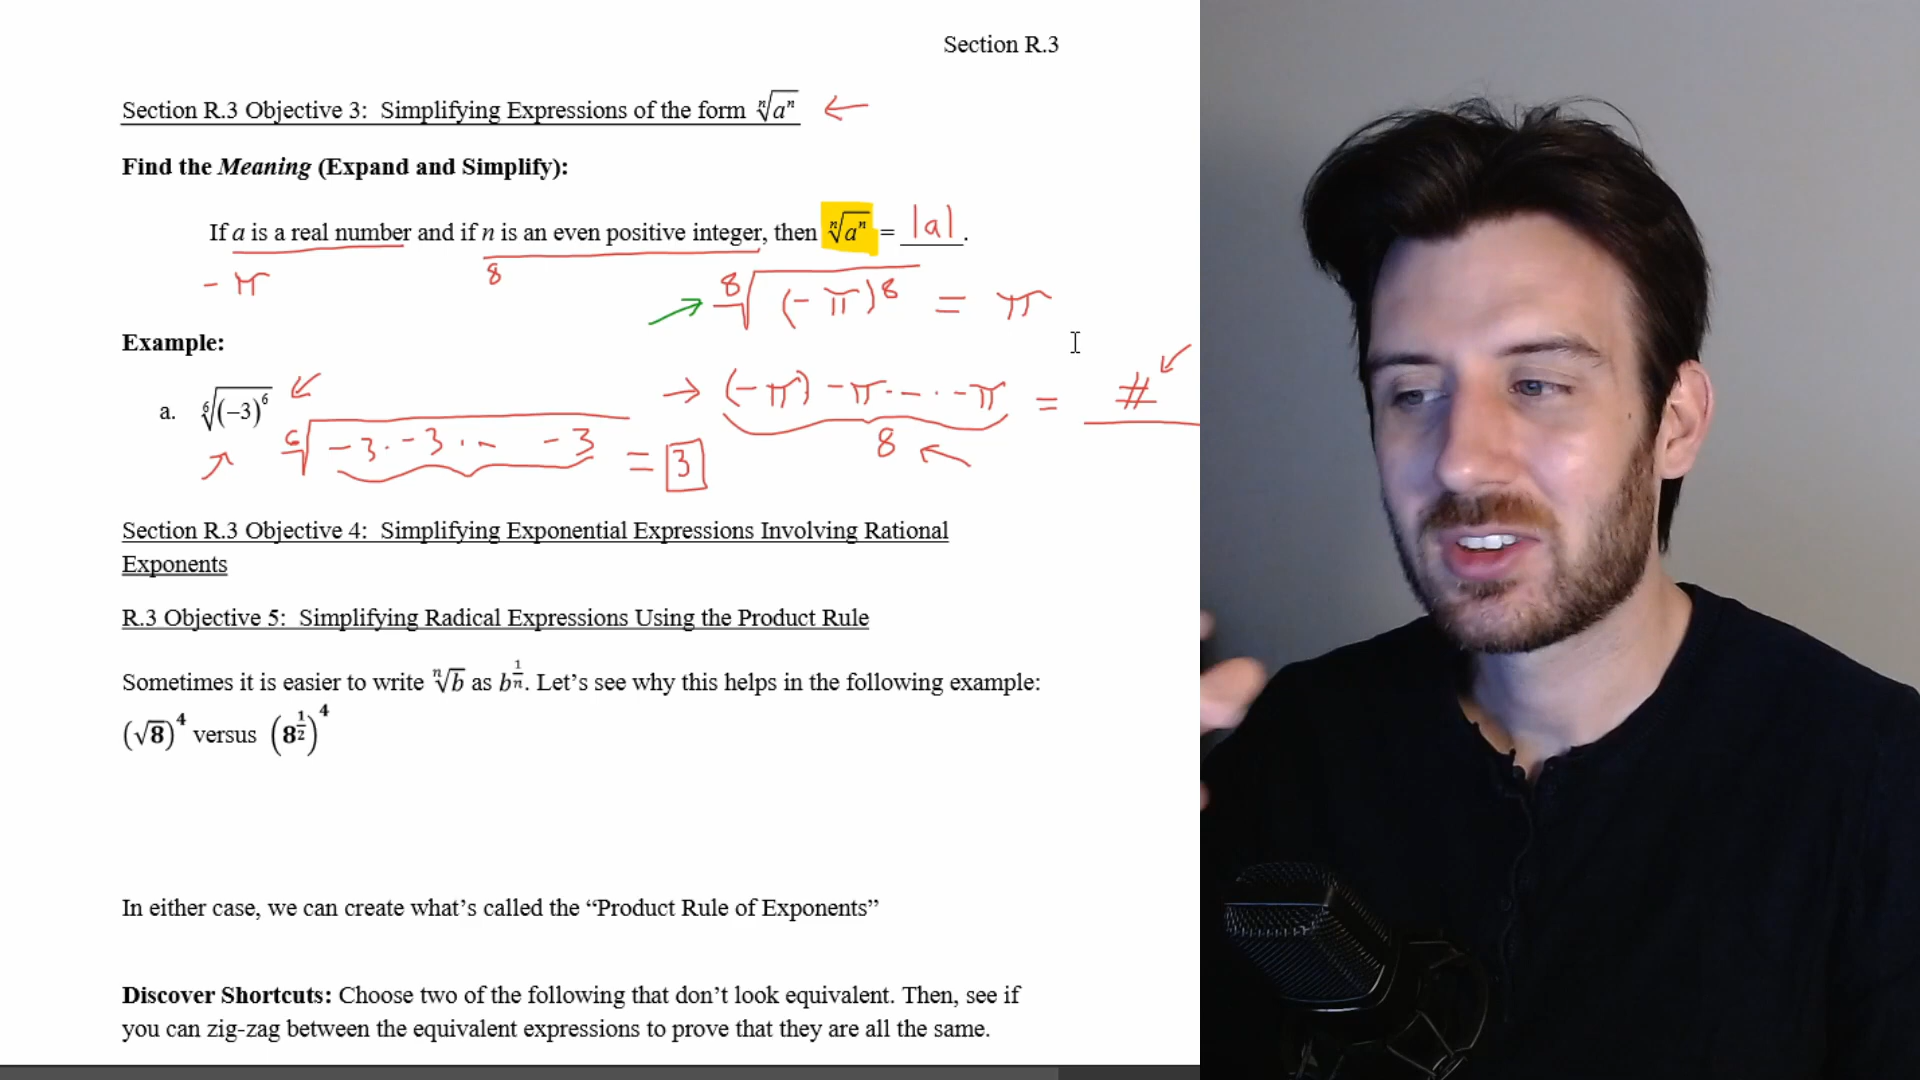 Section R.3
Section R.3 Objective 3: Simplifying Expressions of the form ⁿ√aⁿ ←
Find the Meaning (Expand and Simplify):
If a is a real number and if n is an even positive integer, then ⁿ√aⁿ = |a|.
- π 8 → ⁸√(-π)⁸ = π
Example:
a. ⁶√(−3)⁶ ↙
→ (-π) -π · — · -π = #
8
⁶√-3 · -3 · -- -3 = 3
Section R.3 Objective 4: Simplifying Exponential Expressions Involving Rational
Exponents
R.3 Objective 5: Simplifying Radical Expressions Using the Product Rule
Sometimes it is easier to write ⁿ√b as b^(1/n). Let’s see why this helps in the following example:
(√8)⁴ versus (8^(1/2))⁴
In either case, we can create what’s called the “Product Rule of Exponents”
Discover Shortcuts: Choose two of the following that don’t look equivalent. Then, see if
you can zig-zag between the equivalent expressions to prove that they are all the same.